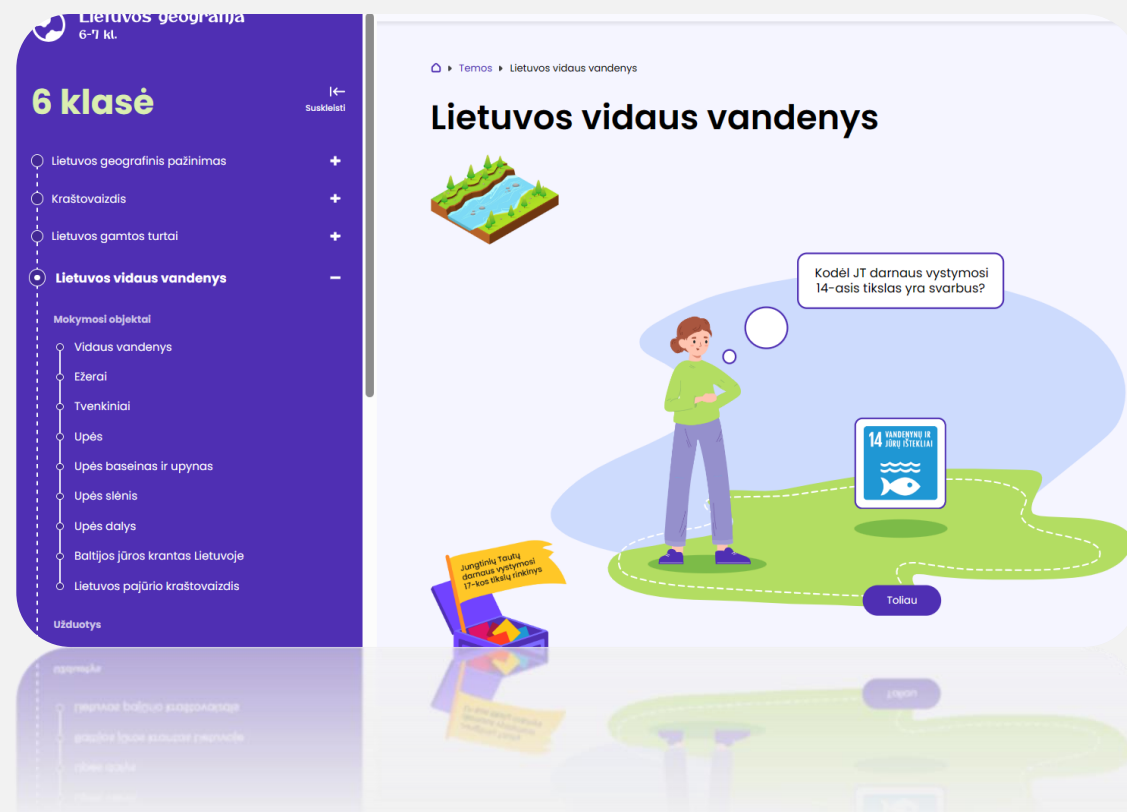 Lietuvos geografija
6-7 kl.
6 klasė
Suskleisti
Lietuvos geografinis pažinimas
Kraštovaizdis
Lietuvos gamtos turtai
Lietuvos vidaus vandenys
Mokymosi objektai
Vidaus vandenys
Ežerai
Tvenkiniai
Upės
Upės baseinas ir upynas
Upės slėnis
Upės dalys
Baltijos jūros krantas Lietuvoje
Lietuvos pajūrio kraštovaizdis
Užduotys
Temos
Lietuvos vidaus vandenys
Lietuvos vidaus vandenys
Kodėl JT darnaus vystymosi
14-asis tikslas yra svarbus?
14 VANDENYNŲ IR
JŪRŲ IŠTEKLIAI
Jungtinių Tautų
darnaus vystymosi
17-kos tikslų rinkinys
Toliau